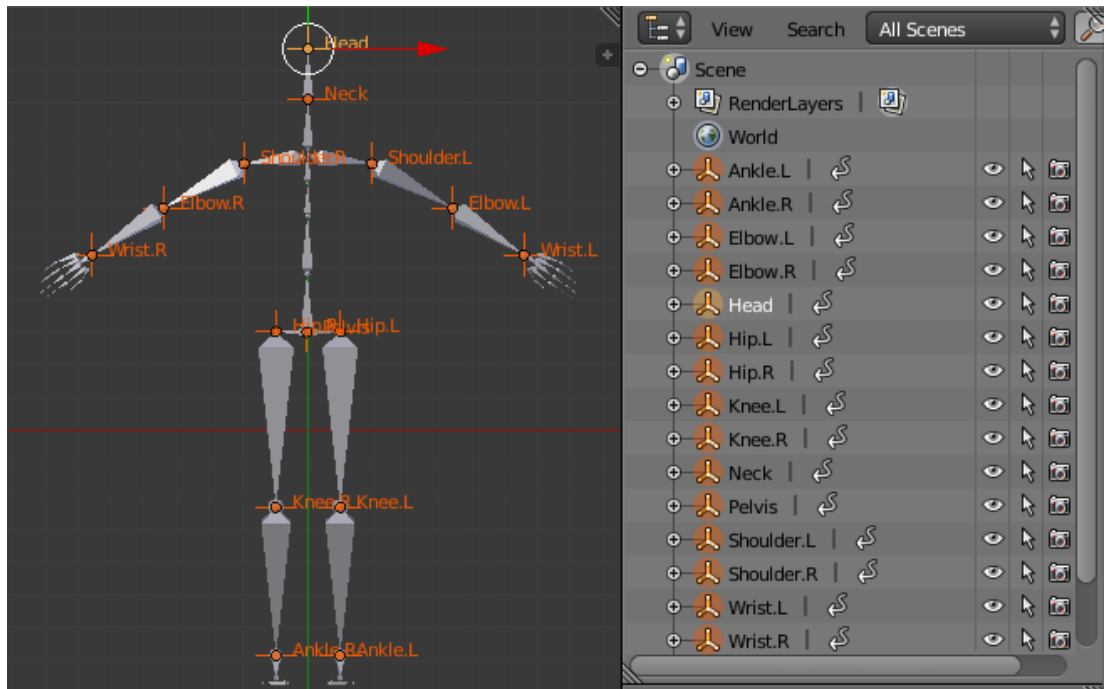 Head
Neck
Shoulder.R Shoulder.L
Elbow.R Elbow.L
Wrist.R Wrist.L
Hip.R Pelvis Hip.L
Knee.R Knee.L
Ankle.R Ankle.L
View Search All Scenes
Scene
RenderLayers
World
Ankle.L
Ankle.R
Elbow.L
Elbow.R
Head
Hip.L
Hip.R
Knee.L
Knee.R
Neck
Pelvis
Shoulder.L
Shoulder.R
Wrist.L
Wrist.R